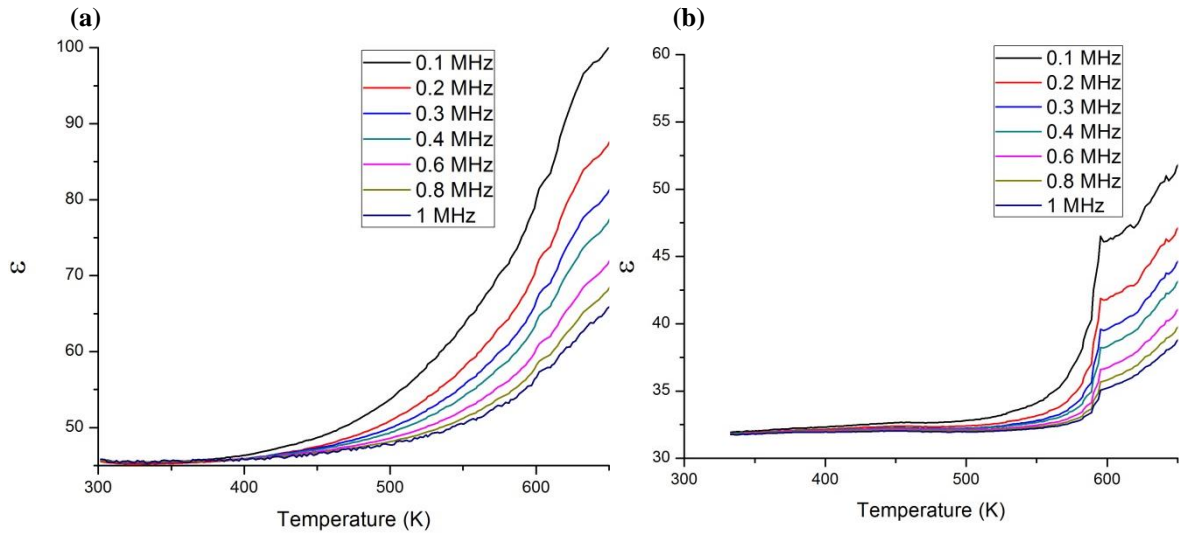 (a)
100
90
80
70
60
50
300
400
500
600
ε
Temperature (K)
0.1 MHz
0.2 MHz
0.3 MHz
0.4 MHz
0.6 MHz
0.8 MHz
1 MHz
(b)
60
55
50
45
40
35
30
300
400
500
600
ε
Temperature (K)
0.1 MHz
0.2 MHz
0.3 MHz
0.4 MHz
0.6 MHz
0.8 MHz
1 MHz